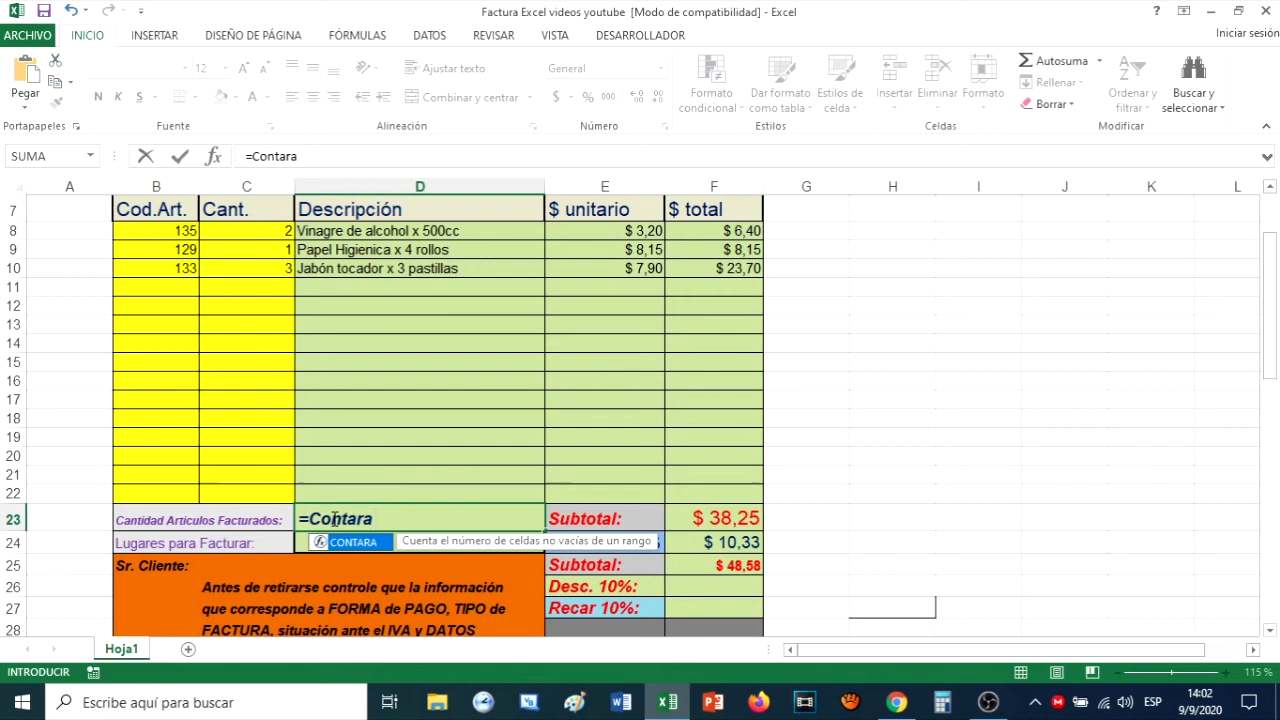 Factura Excel videos youtube [Modo de compatibilidad] - Excel
ARCHIVO INICIO INSERTAR DISEÑO DE PÁGINA FÓRMULAS DATOS REVISAR VISTA DESARROLLADOR Iniciar sesión
Pegar
12
N K S
Ajustar texto
Combinar y centrar
General
$ % 000
Formato condicional
Dar formato como tabla
Estilos de celda
Insertar Eliminar Formato
Autosuma
Rellenar
Borrar
Ordenar y filtrar
Buscar y seleccionar
Portapapeles Fuente Alineación Número Estilos Celdas Modificar
SUMA fx =Contara
A B C D E F G H I J K L
7 Cod.Art. Cant. Descripción $ unitario $ total
8 135 2 Vinagre de alcohol x 500cc $ 3,20 $ 6,40
9 129 1 Papel Higienica x 4 rollos $ 8,15 $ 8,15
10 133 3 Jabón tocador x 3 pastillas $ 7,90 $ 23,70
11
12
13
14
15
16
17
18
19
20
21
22
23 Cantidad Artículos Facturados: =Contara Subtotal: $ 38,25
24 Lugares para Facturar: $ 10,33
CONTARA Cuenta el número de celdas no vacías de un rango
25 Sr. Cliente: Subtotal: $ 48,58
26 Antes de retirarse controle que la información Desc. 10%:
27 que corresponde a FORMA de PAGO, TIPO de Recar 10%:
28 FACTURA, situación ante el IVA y DATOS
Hoja1
INTRODUCIR 115 %
Escribe aquí para buscar
ESP
14:02
9/9/2020